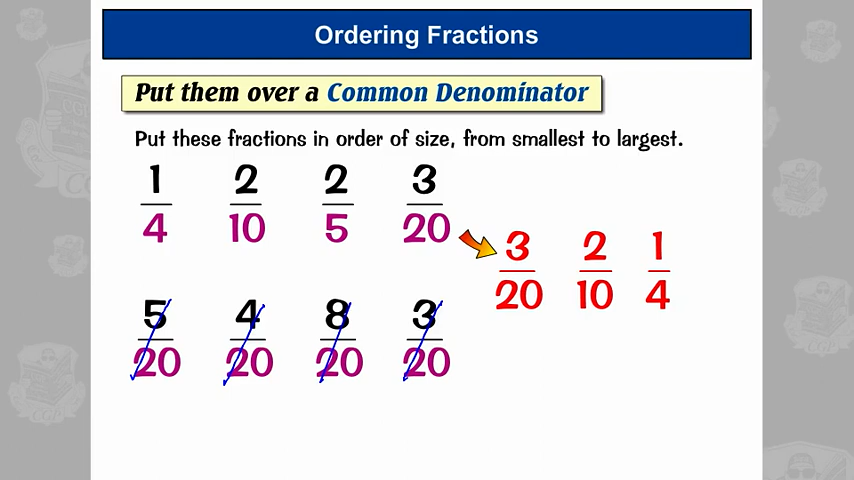 Ordering Fractions
Put them over a Common Denominator
Put these fractions in order of size, from smallest to largest.
1/4 2/10 2/5 3/20
3/20 2/10 1/4
5/20 4/20 8/20 3/20